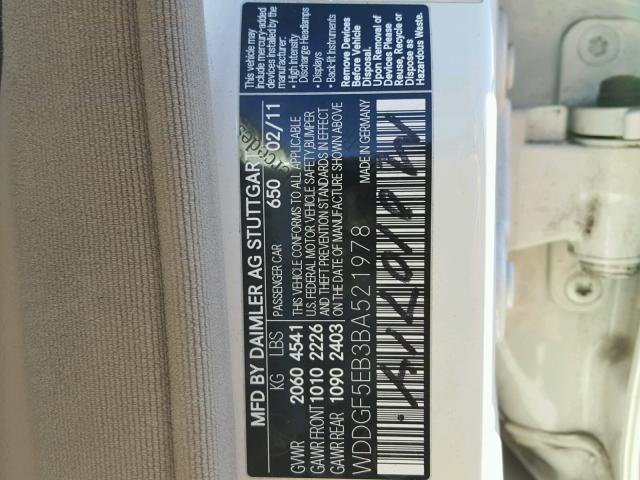 MFD BY DAIMLER AG STUTTGART 02/11
KG LBS PASSENGER CAR 650
GVWR 2060 4541
GAWR FRONT 1010 2226
GAWR REAR 1090 2403
THIS VEHICLE CONFORMS TO ALL APPLICABLE
U.S. FEDERAL MOTOR VEHICLE SAFETY, BUMPER
AND THEFT PREVENTION STANDARDS IN EFFECT
ON THE DATE OF MANUFACTURE SHOWN ABOVE
WDDGF5EB3BA521978 MADE IN GERMANY
This vehicle may
include mercury-added
devices installed by the
manufacturer:
• High Intensity
Discharge Headlamps
• Displays
• Back-lit Instruments
Remove Devices
Before Vehicle
Disposal.
Upon Removal of
Devices Please
Reuse, Recycle or
Dispose as
Hazardous Waste.